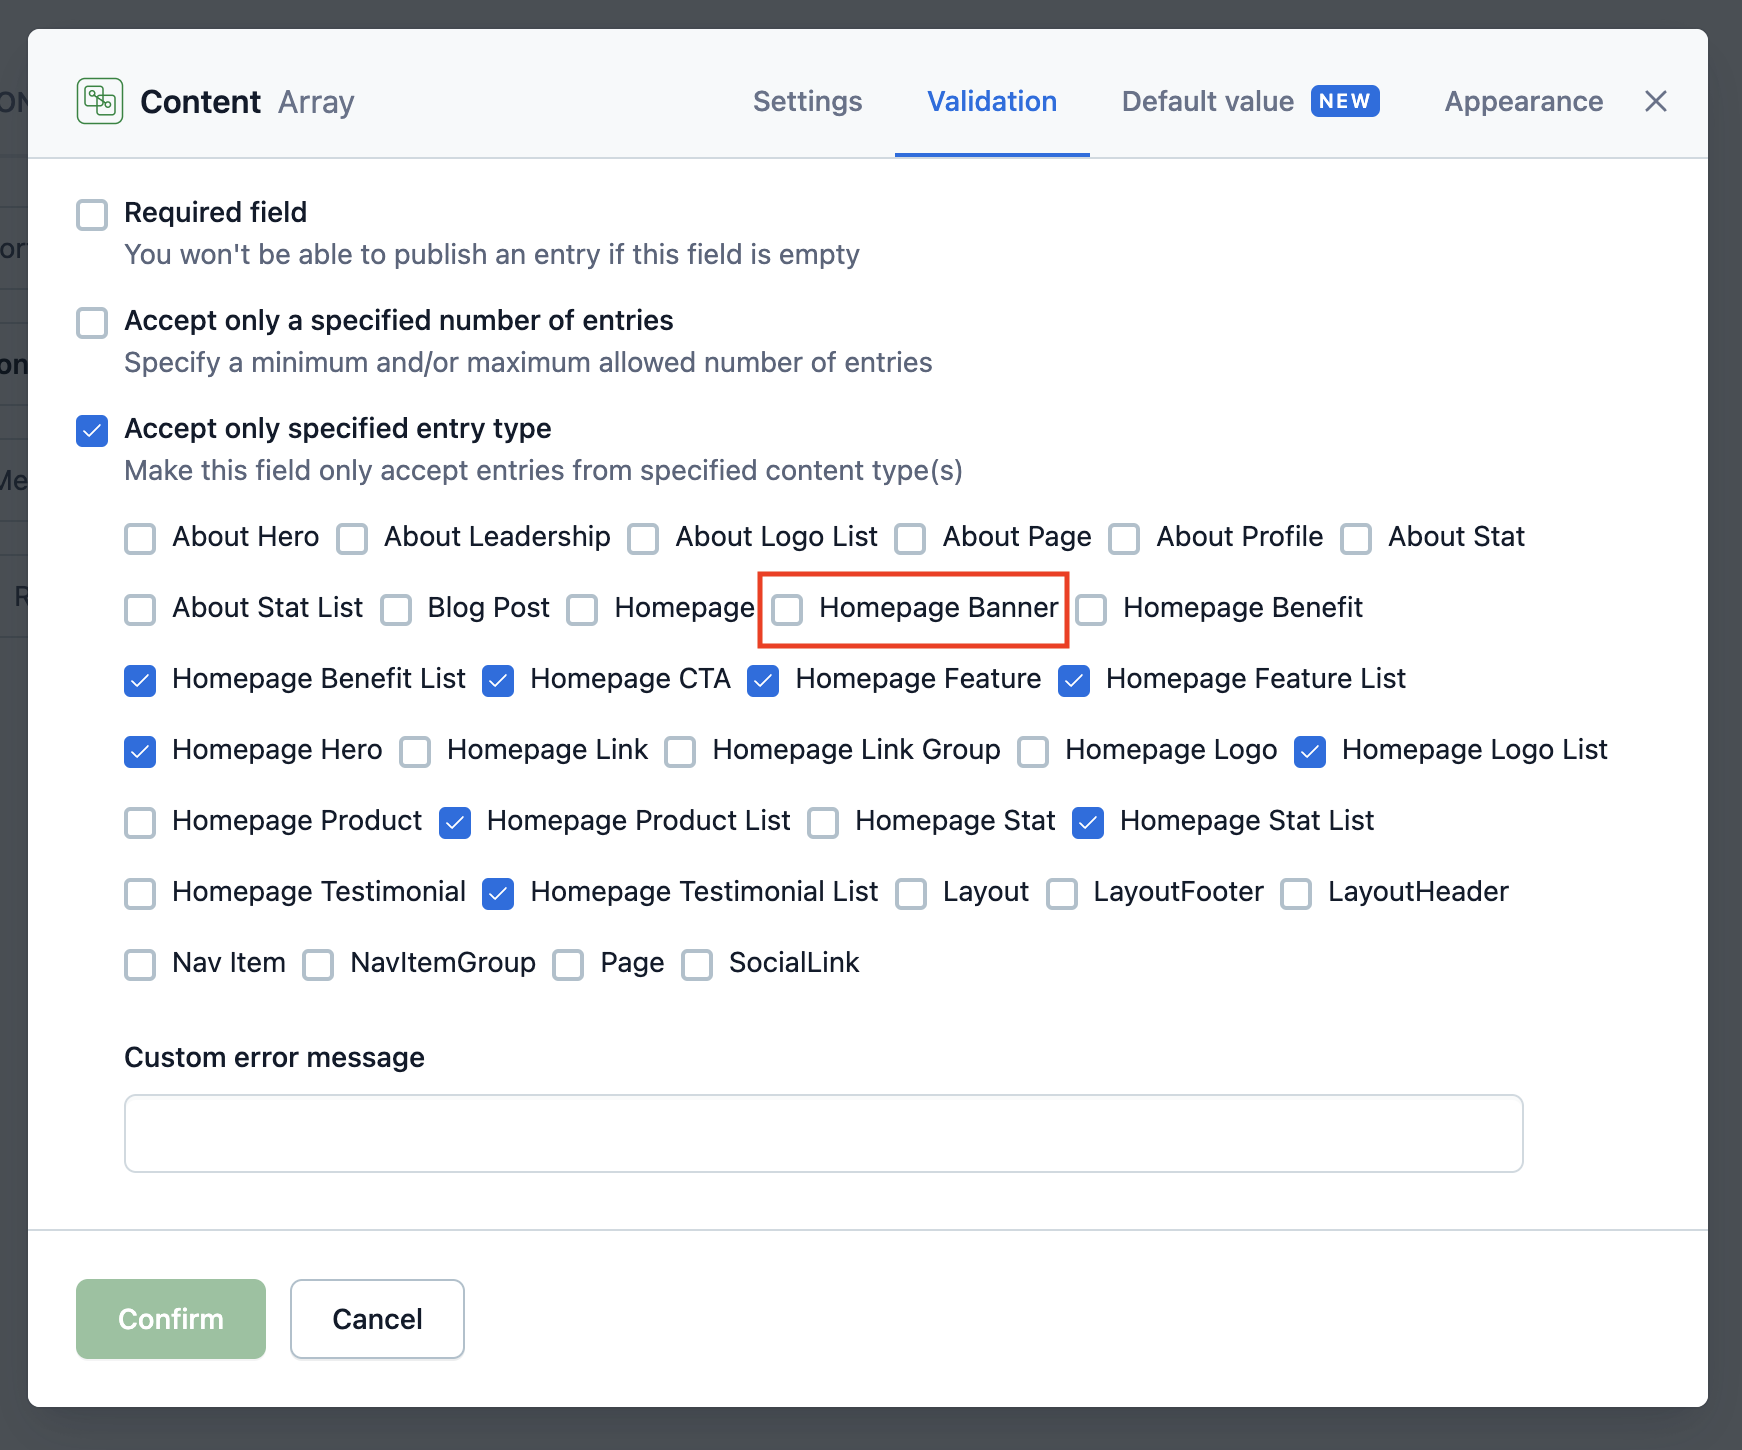 Content Array Settings Validation Default value NEW Appearance
Required field
You won't be able to publish an entry if this field is empty
Accept only a specified number of entries
Specify a minimum and/or maximum allowed number of entries
Accept only specified entry type
Make this field only accept entries from specified content type(s)
About Hero About Leadership About Logo List About Page About Profile About Stat
About Stat List Blog Post Homepage Homepage Banner Homepage Benefit
Homepage Benefit List Homepage CTA Homepage Feature Homepage Feature List
Homepage Hero Homepage Link Homepage Link Group Homepage Logo Homepage Logo List
Homepage Product Homepage Product List Homepage Stat Homepage Stat List
Homepage Testimonial Homepage Testimonial List Layout LayoutFooter LayoutHeader
Nav Item NavItemGroup Page SocialLink
Custom error message
Confirm Cancel